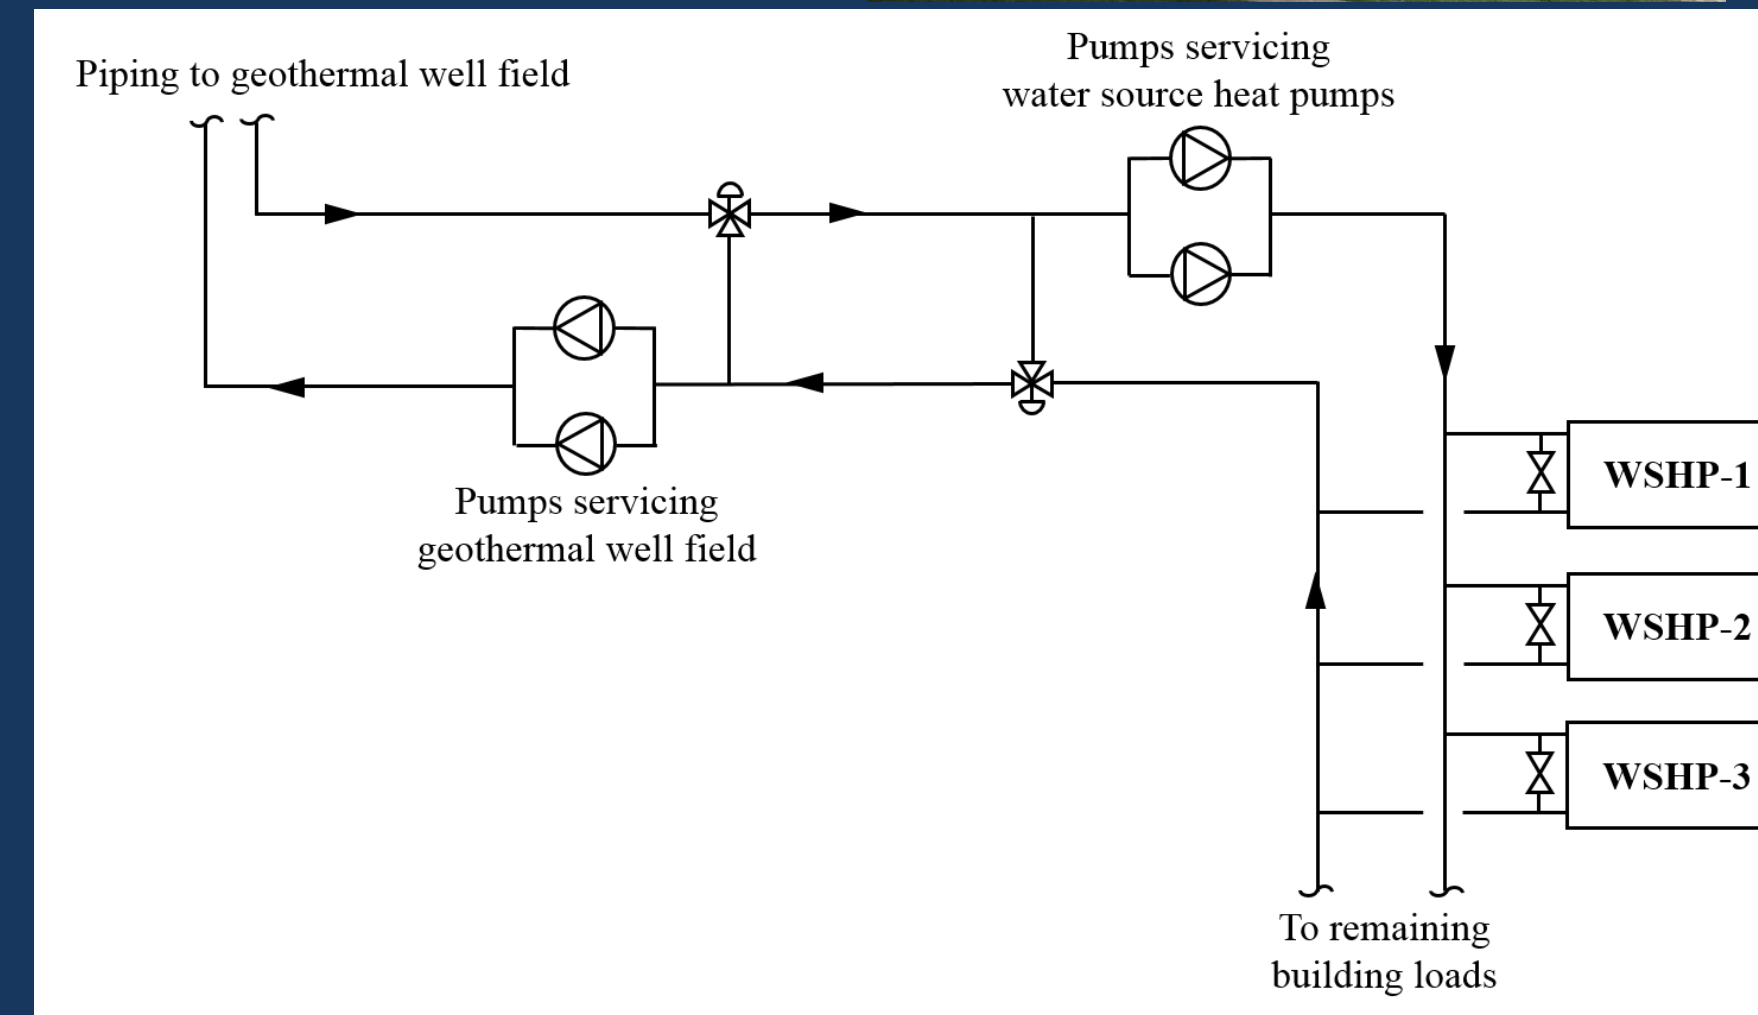 Piping to geothermal well field
Pumps servicing
water source heat pumps
Pumps servicing
geothermal well field
WSHP-1
WSHP-2
WSHP-3
To remaining
building loads